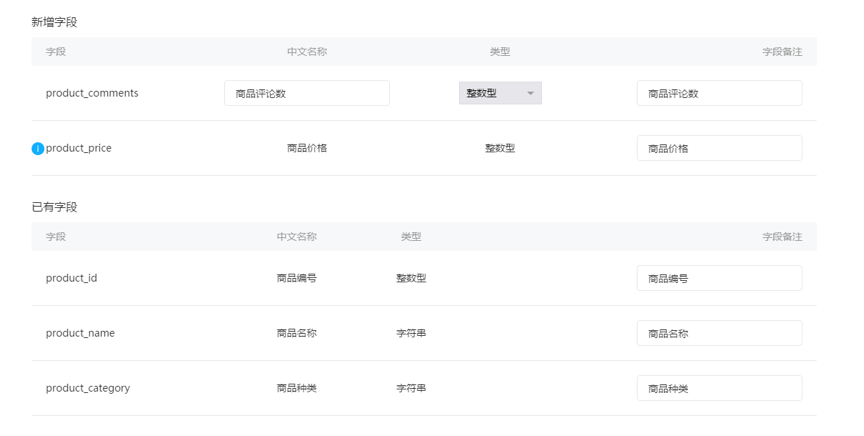 新增字段
字段 中文名称 类型 字段备注
product_comments 商品评论数 整数型 商品评论数
i product_price 商品价格 整数型 商品价格
已有字段
字段 中文名称 类型 字段备注
product_id 商品编号 整数型 商品编号
product_name 商品名称 字符串 商品名称
product_category 商品种类 字符串 商品种类